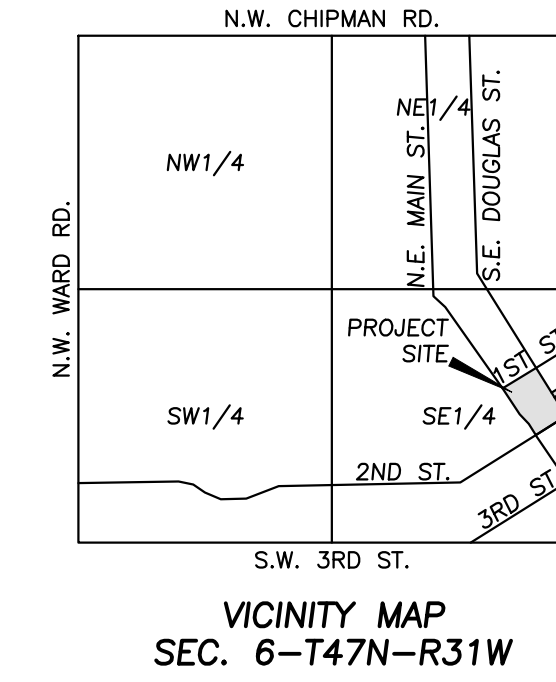 N.W. CHIPMAN RD.
NE1/4
NW1/4
N.E. MAIN ST.
S.E. DOUGLAS ST.
N.W. WARD RD.
PROJECT
SITE
1ST
SW1/4
SE1/4
2ND ST.
3RD ST
S.W. 3RD ST.
VICINITY MAP
SEC. 6-T47N-R31W